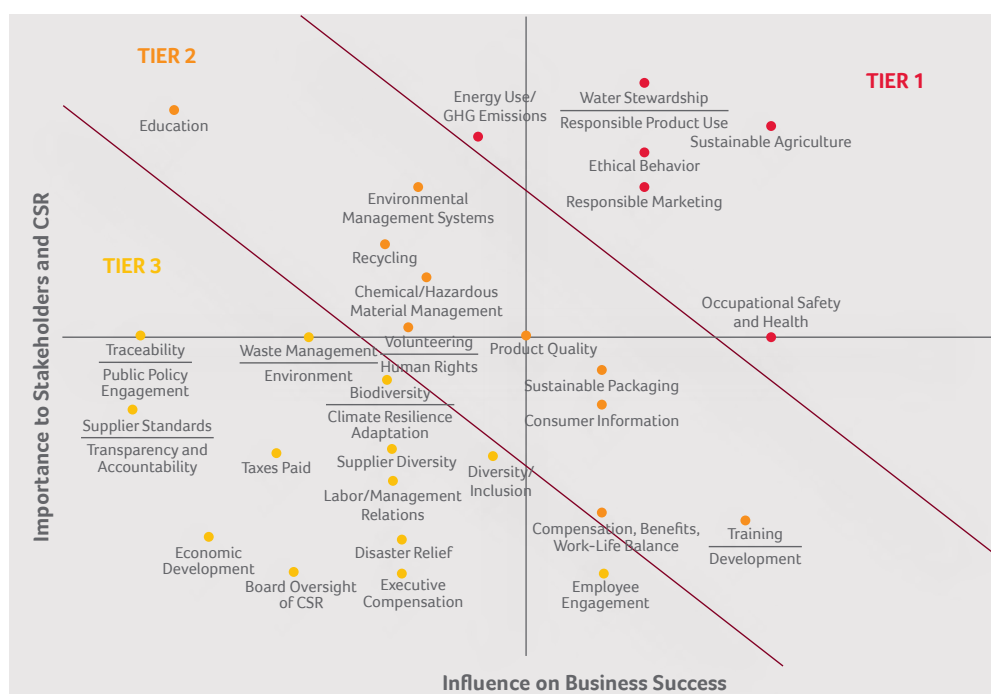 TIER 2
TIER 1
Energy Use/
GHG Emissions
Water Stewardship
Responsible Product Use
Education
Sustainable Agriculture
Ethical Behavior
Environmental
Management Systems
Responsible Marketing
Recycling
TIER 3
Chemical/Hazardous
Material Management
Occupational Safety
and Health
Volunteering
Human Rights
Product Quality
Traceability
Public Policy
Engagement
Waste Management
Environment
Sustainable Packaging
Biodiversity
Climate Resilience
Adaptation
Consumer Information
Supplier Standards
Transparency and
Accountability
Taxes Paid
Supplier Diversity
Diversity/
Inclusion
Labor/Management
Relations
Compensation, Benefits,
Work-Life Balance
Training
Development
Economic
Development
Disaster Relief
Board Oversight
of CSR
Executive
Compensation
Employee
Engagement
Importance to Stakeholders and CSR
Influence on Business Success